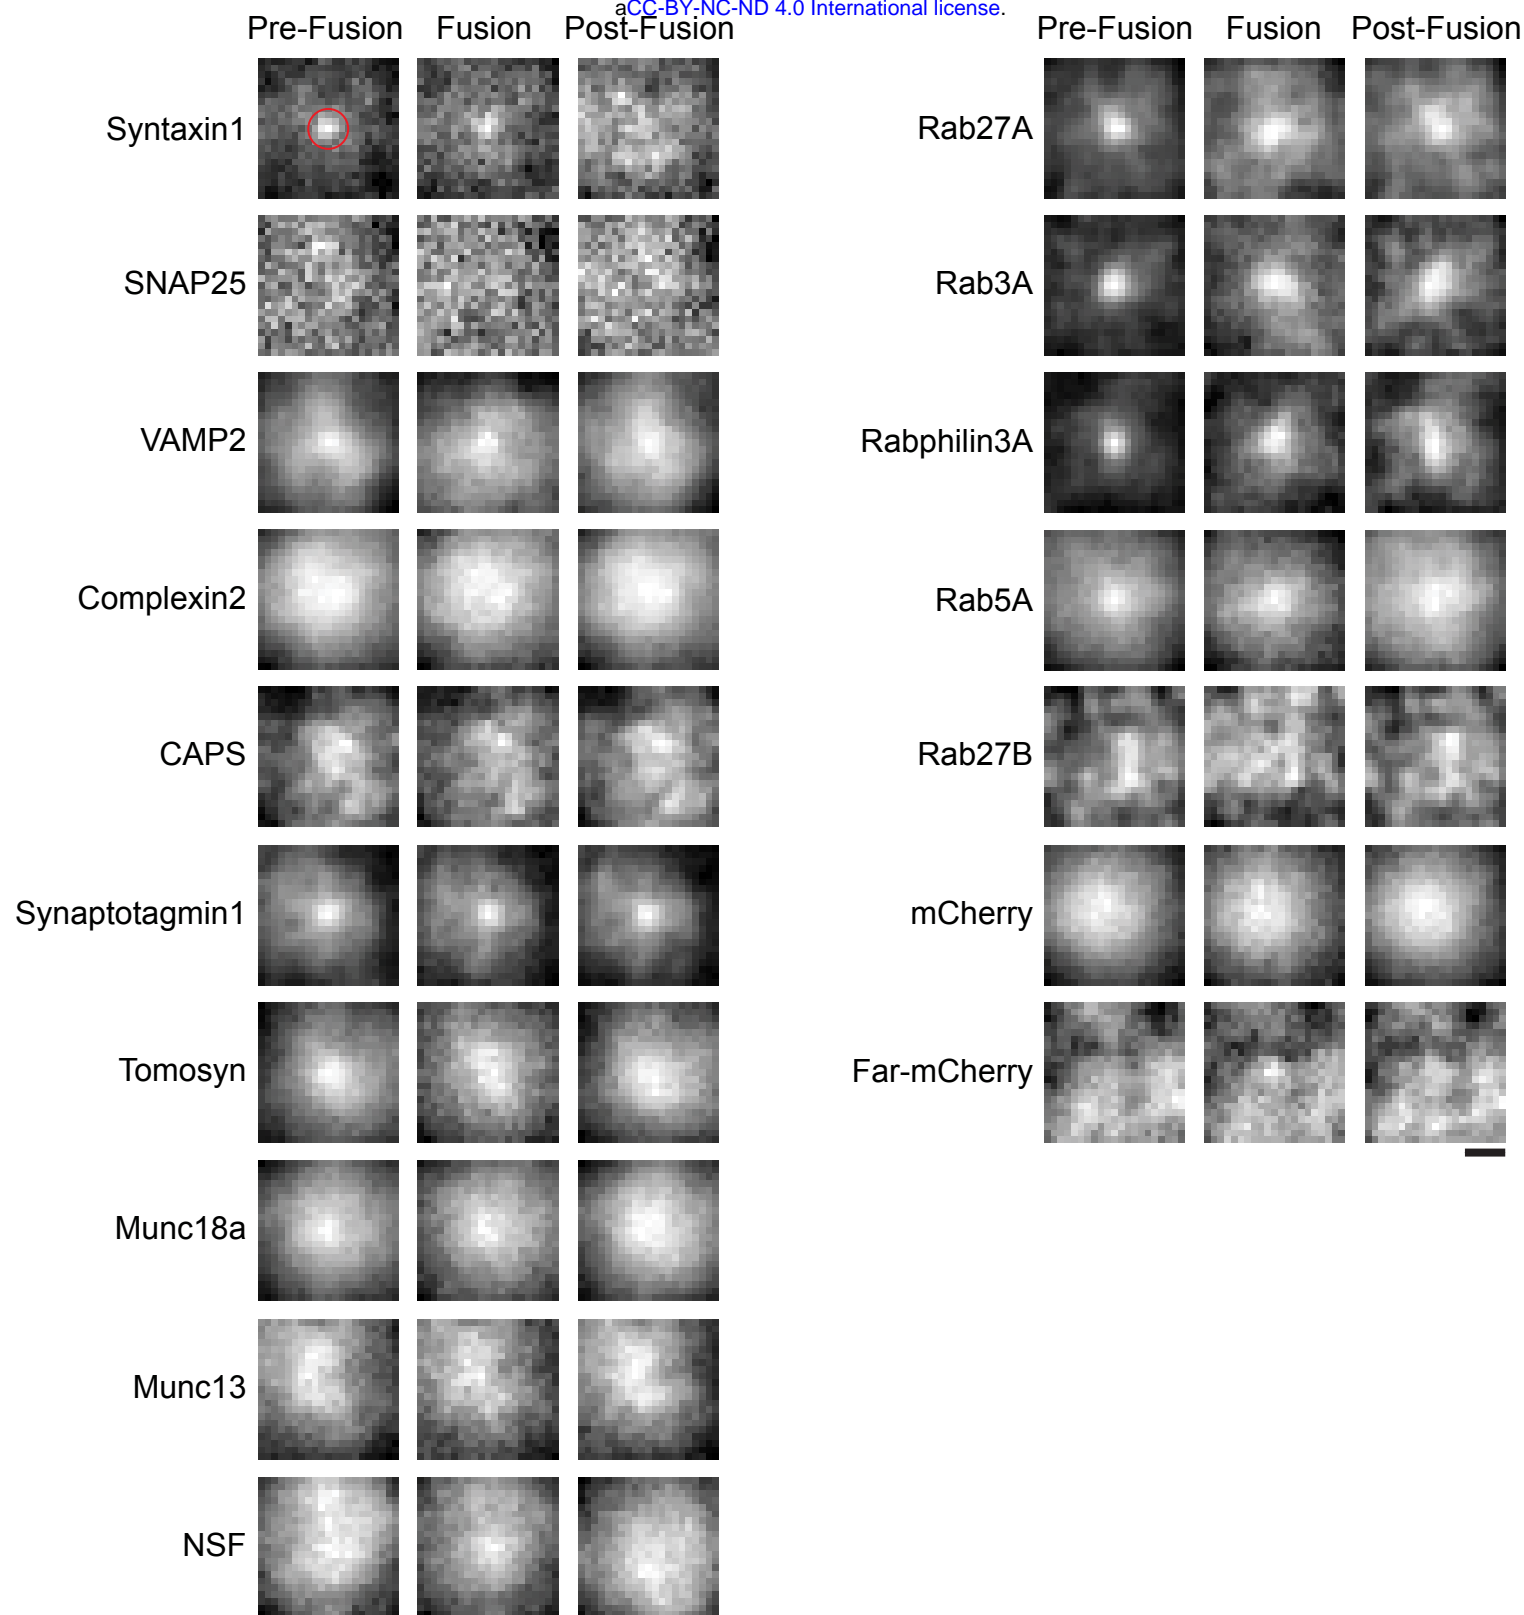 aCC-BY-NC-ND 4.0 International license.
Pre-Fusion Fusion Post-Fusion
Syntaxin1
SNAP25
VAMP2
Complexin2
CAPS
Synaptotagmin1
Tomosyn
Munc18a
Munc13
NSF
Pre-Fusion Fusion Post-Fusion
Rab27A
Rab3A
Rabphilin3A
Rab5A
Rab27B
mCherry
Far-mCherry